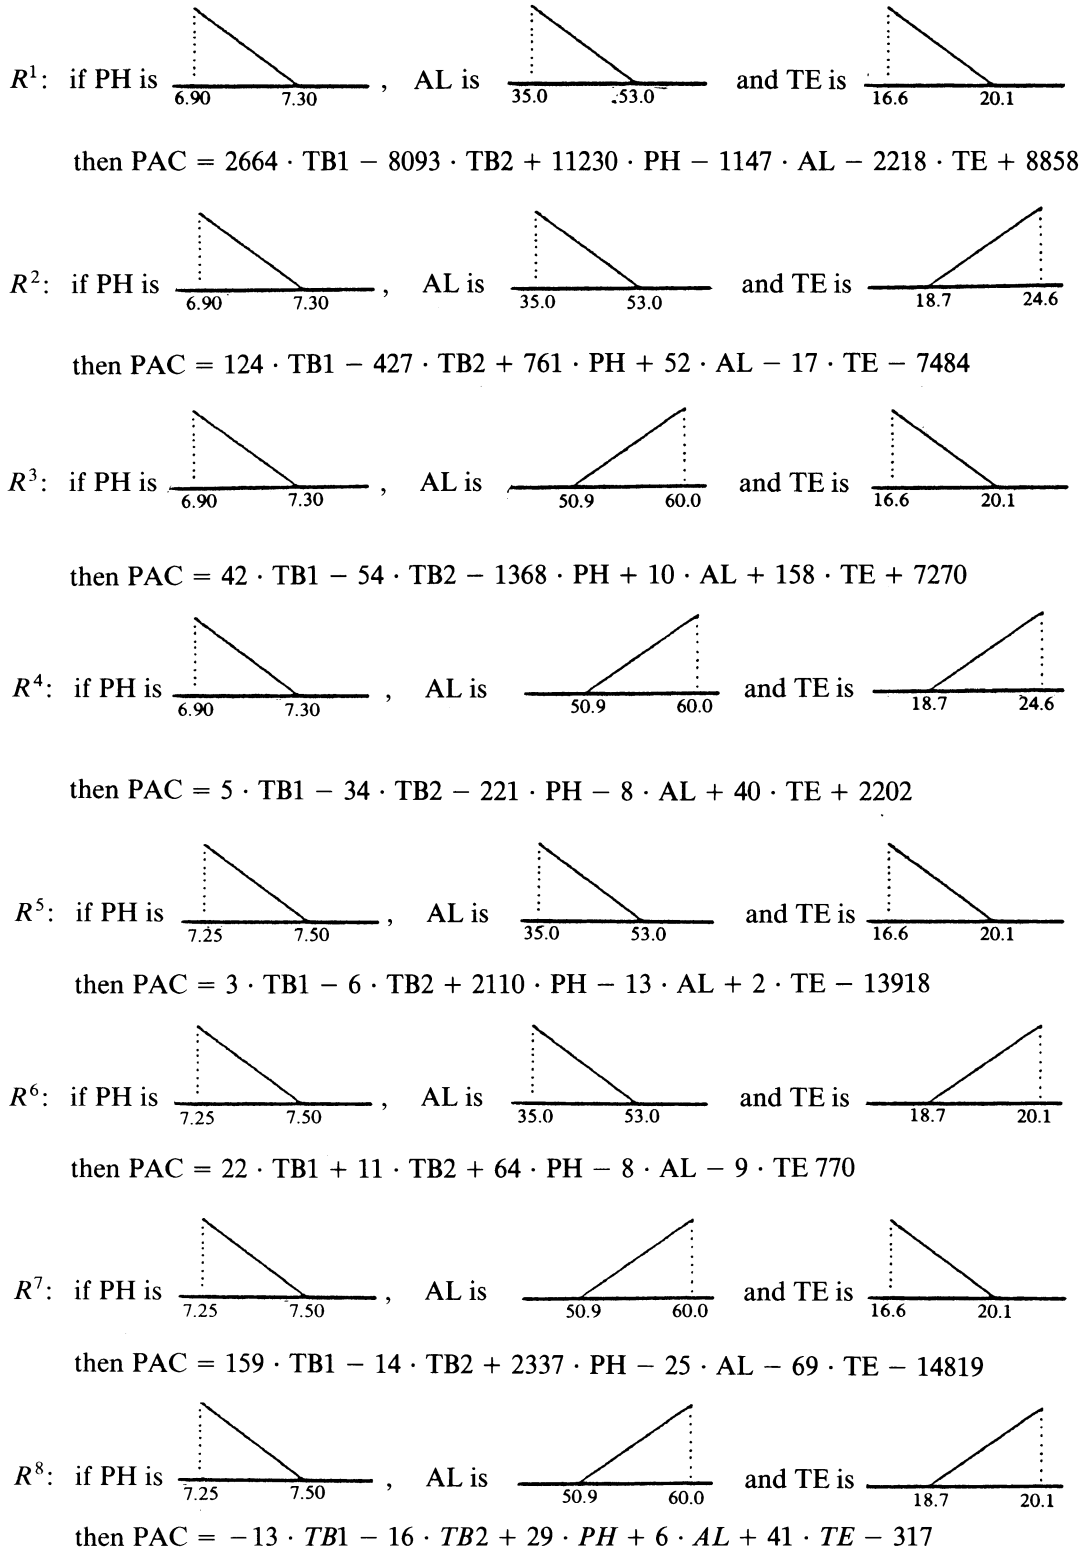 R¹: if PH is , AL is and TE is
6.90 7.30 35.0 53.0 16.6 20.1
then PAC = 2664 · TB1 − 8093 · TB2 + 11230 · PH − 1147 · AL − 2218 · TE + 8858
R²: if PH is , AL is and TE is
6.90 7.30 35.0 53.0 18.7 24.6
then PAC = 124 · TB1 − 427 · TB2 + 761 · PH + 52 · AL − 17 · TE − 7484
R³: if PH is , AL is and TE is
6.90 7.30 50.9 60.0 16.6 20.1
then PAC = 42 · TB1 − 54 · TB2 − 1368 · PH + 10 · AL + 158 · TE + 7270
R⁴: if PH is , AL is and TE is
6.90 7.30 50.9 60.0 18.7 24.6
then PAC = 5 · TB1 − 34 · TB2 − 221 · PH − 8 · AL + 40 · TE + 2202
R⁵: if PH is , AL is and TE is
7.25 7.50 35.0 53.0 16.6 20.1
then PAC = 3 · TB1 − 6 · TB2 + 2110 · PH − 13 · AL + 2 · TE − 13918
R⁶: if PH is , AL is and TE is
7.25 7.50 35.0 53.0 18.7 20.1
then PAC = 22 · TB1 + 11 · TB2 + 64 · PH − 8 · AL − 9 · TE 770
R⁷: if PH is , AL is and TE is
7.25 7.50 50.9 60.0 16.6 20.1
then PAC = 159 · TB1 − 14 · TB2 + 2337 · PH − 25 · AL − 69 · TE − 14819
R⁸: if PH is , AL is and TE is
7.25 7.50 50.9 60.0 18.7 20.1
then PAC = −13 · TB1 − 16 · TB2 + 29 · PH + 6 · AL + 41 · TE − 317